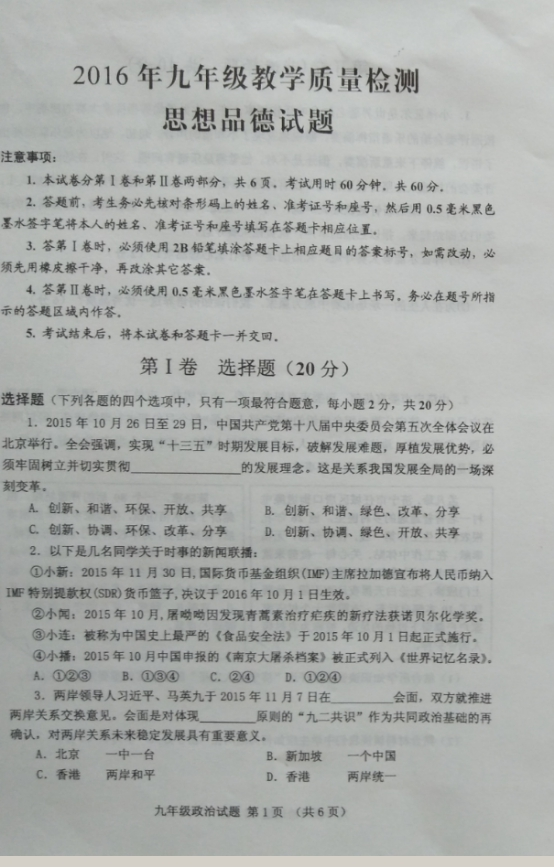 2016年九年级教学质量检测
思想品德试题
注意事项：
1. 本试卷分第Ⅰ卷和第Ⅱ卷两部分，共6页。考试用时60分钟，共60分。
2. 答题前，考生务必先核对条形码上的姓名、准考证号和座号，然后用0.5毫米黑色
墨水签字笔将本人的姓名、准考证号和座号填写在答题卡相应位置。
3. 答第Ⅰ卷时，必须使用2B铅笔填涂答题卡上相应题目的答案标号，如需改动，必
须先用橡皮擦干净，再改涂其它答案。
4. 答第Ⅱ卷时，必须使用0.5毫米黑色墨水签字笔在答题卡上书写。务必在题号所指
示的答题区域内作答。
5. 考试结束后，将本试卷和答题卡一并交回。
第Ⅰ卷 选择题（20分）
选择题（下列各题的四个选项中，只有一项最符合题意，每小题2分，共20分）
1. 2015年10月26日至29日，中国共产党第十八届中央委员会第五次全体会议在
北京举行。全会强调，实现“十三五”时期发展目标，破解发展难题，厚植发展优势，必
须牢固树立并切实贯彻____________的发展理念。这是关系我国发展全局的一场深
刻变革。
A. 创新、和谐、环保、开放、共享 B. 创新、和谐、绿色、改革、分享
C. 创新、协调、环保、改革、分享 D. 创新、协调、绿色、开放、共享
2. 以下是几名同学关于时事的新闻联播：
①小新：2015年11月30日,国际货币基金组织(IMF)主席拉加德宣布将人民币纳入
IMF特别提款权(SDR)货币篮子,决议于2016年10月1日生效。
②小闻：2015年10月,屠呦呦因发现青蒿素治疗疟疾的新疗法获诺贝尔化学奖。
③小连：被称为中国史上最严的《食品安全法》于2015年10月1日起正式施行。
④小播：2015年10月中国申报的《南京大屠杀档案》被正式列入《世界记忆名录》。
A. ①②③ B. ①③④ C. ②④ D. ①②④
3. 两岸领导人习近平、马英九于2015年11月7日在________会面，双方就推进
两岸关系交换意见。会面是对体现_______原则的“九二共识”作为共同政治基础的再
确认，对两岸关系未来稳定发展具有重要意义。
A. 北京 一中一台 B. 新加坡 一个中国
C. 香港 两岸和平 D. 香港 两岸统一
九年级政治试题 第1页 （共6页）